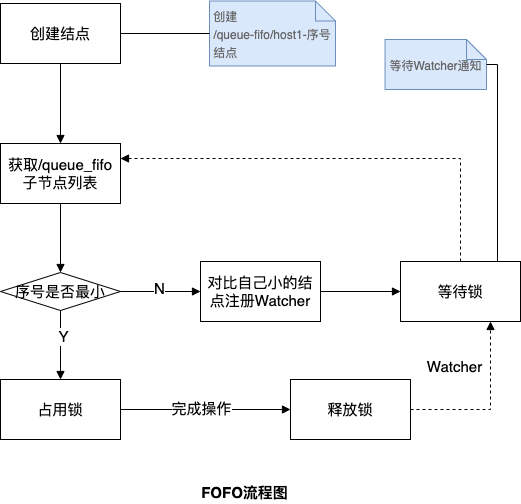 创建结点
创建
/queue-fifo/host1-序号
结点
等待Watcher通知
获取/queue_fifo
子节点列表
序号是否最小
N
对比自己小的结
点注册Watcher
等待锁
Y
Watcher
占用锁
完成操作
释放锁
FOFO流程图